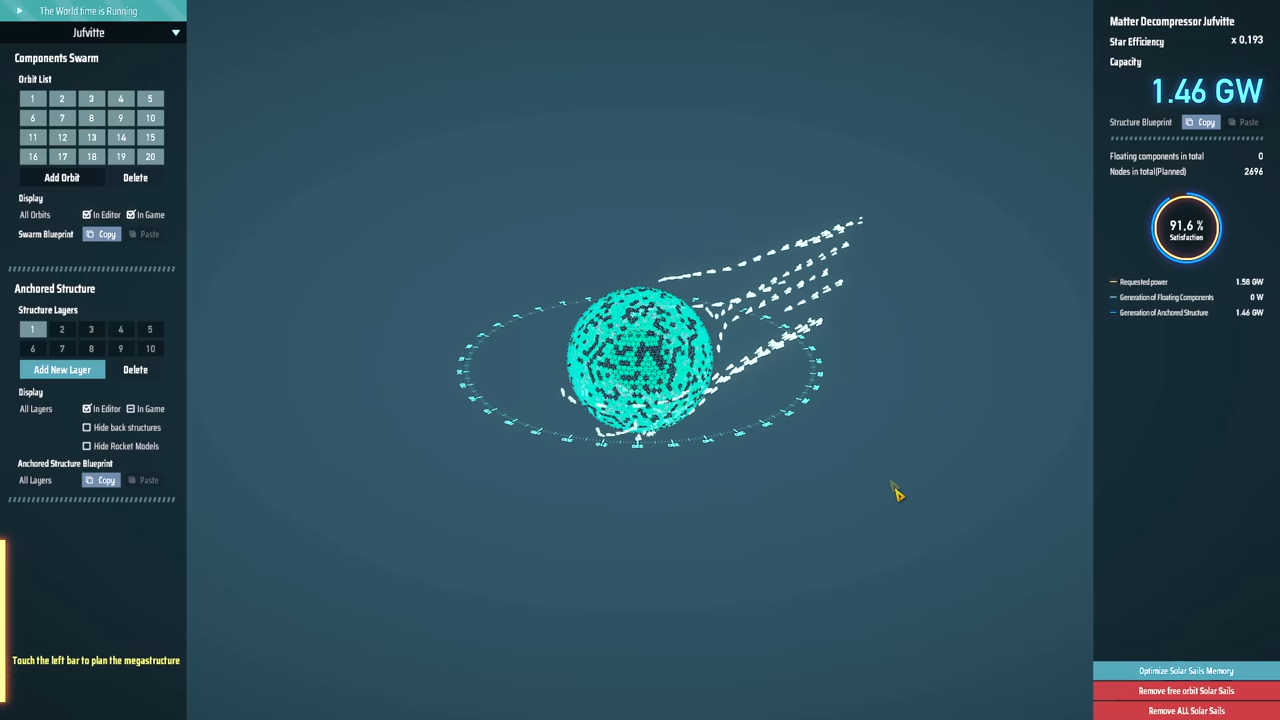 The World time is Running
Jufvitte
Components Swarm
Orbit List
1 2 3 4 5
6 7 8 9 10
11 12 13 14 15
16 17 18 19 20
Add Orbit Delete
Display
All Orbits In Editor In Game
Swarm Blueprint Copy Paste
Anchored Structure
Structure Layers
1 2 3 4 5
6 7 8 9 10
Add New Layer Delete
Display
All Layers In Editor In Game
Hide back structures
Hide Rocket Models
Anchored Structure Blueprint
All Layers Copy Paste
Touch the left bar to plan the megastructure
Matter Decompressor Jufvitte
Star Efficiency x 0.193
Capacity
1.46 GW
Structure Blueprint Copy Paste
Floating components in total 0
Nodes in total(Planned) 2696
91.6 %
Satisfaction
Requested power 1.58 GW
Generation of Floating Components 0 W
Generation of Anchored Structure 1.46 GW
Optimize Solar Sails Memory
Remove free orbit Solar Sails
Remove ALL Solar Sails